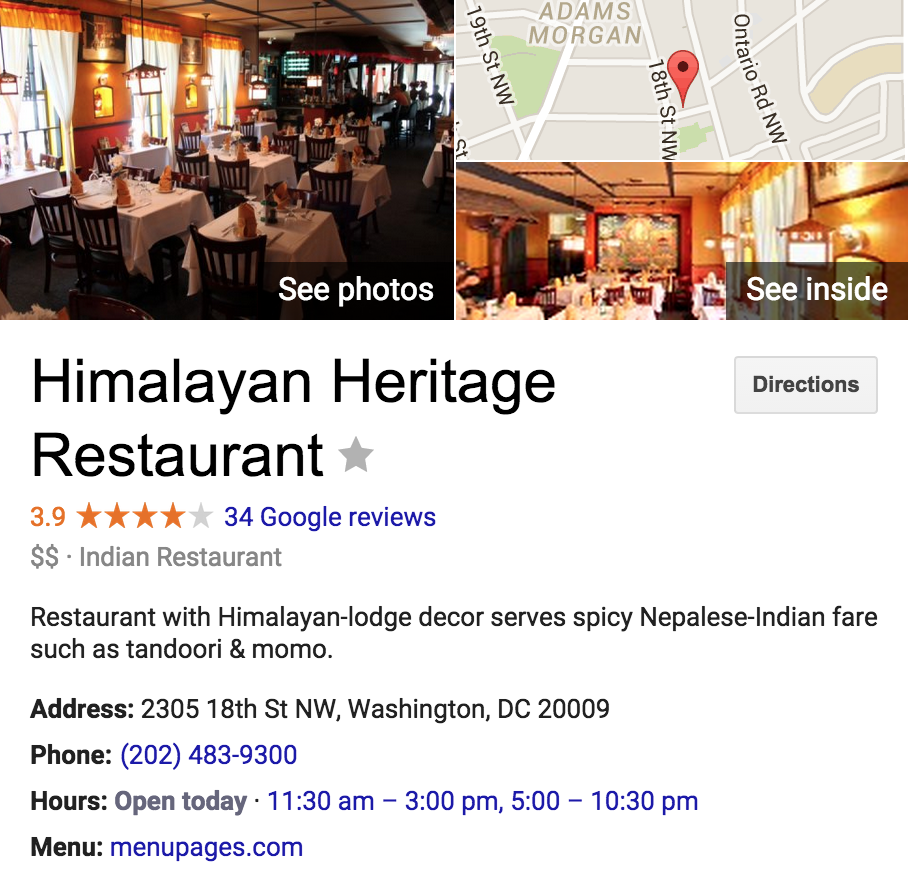 19th St NW
ADAMS
MORGAN
18th St NW
Ontario Rd NW
St
See photos
See inside
Himalayan Heritage
Restaurant
Directions
3.9 34 Google reviews
$$ · Indian Restaurant
Restaurant with Himalayan-lodge decor serves spicy Nepalese-Indian fare
such as tandoori & momo.
Address: 2305 18th St NW, Washington, DC 20009
Phone: (202) 483-9300
Hours: Open today · 11:30 am – 3:00 pm, 5:00 – 10:30 pm
Menu: menupages.com